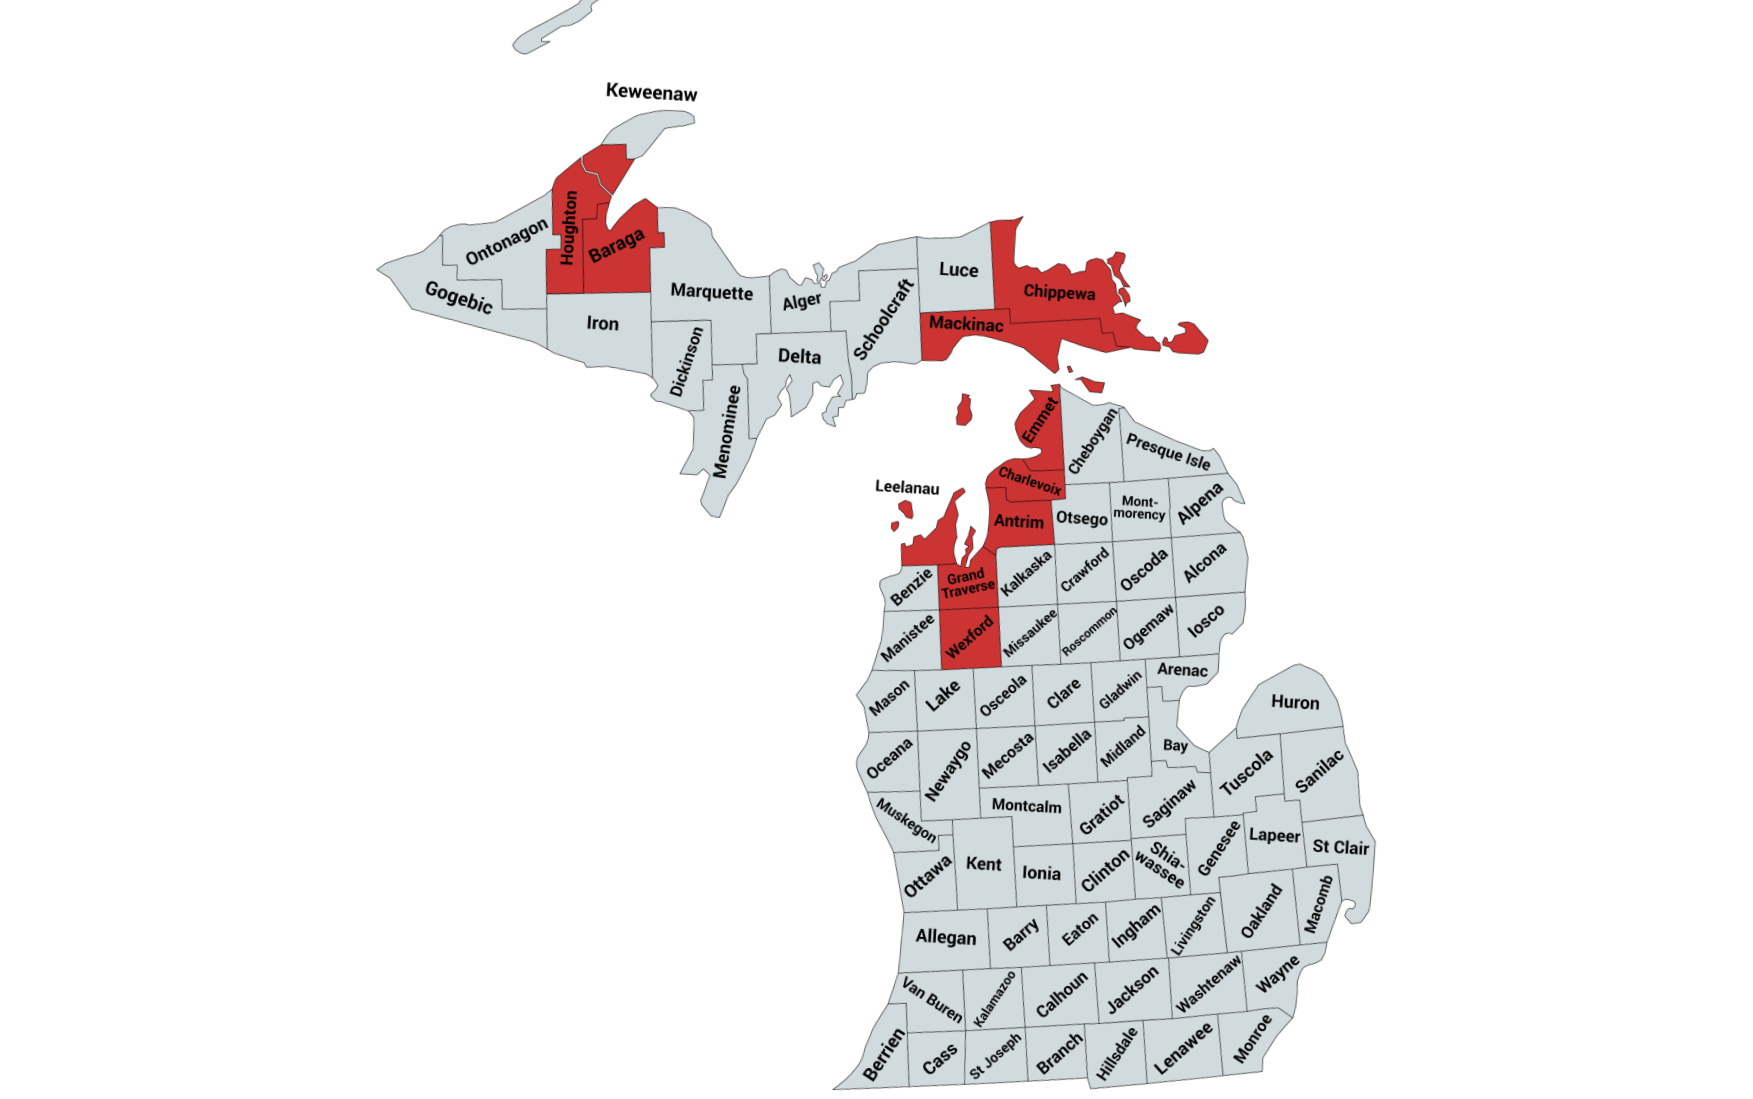 Keweenaw
Houghton
Ontonagon
Baraga
Gogebic
Iron
Marquette
Alger
Luce
Chippewa
Schoolcraft
Mackinac
Dickinson
Delta
Menominee
Emmet
Cheboygan
Presque Isle
Charlevoix
Leelanau
Antrim
Otsego
Mont-
morency
Alpena
Benzie
Grand
Traverse
Kalkaska
Crawford
Oscoda
Alcona
Manistee
Wexford
Missaukee
Roscommon
Ogemaw
Iosco
Mason
Lake
Osceola
Clare
Gladwin
Arenac
Huron
Oceana
Newaygo
Mecosta
Isabella
Midland
Bay
Tuscola
Sanilac
Muskegon
Montcalm
Gratiot
Saginaw
Ottawa
Kent
Ionia
Clinton
Shia-
wassee
Genesee
Lapeer
St Clair
Allegan
Barry
Eaton
Ingham
Livingston
Oakland
Macomb
Van Buren
Kalamazoo
Calhoun
Jackson
Washtenaw
Wayne
Berrien
Cass
St Joseph
Branch
Hillsdale
Lenawee
Monroe